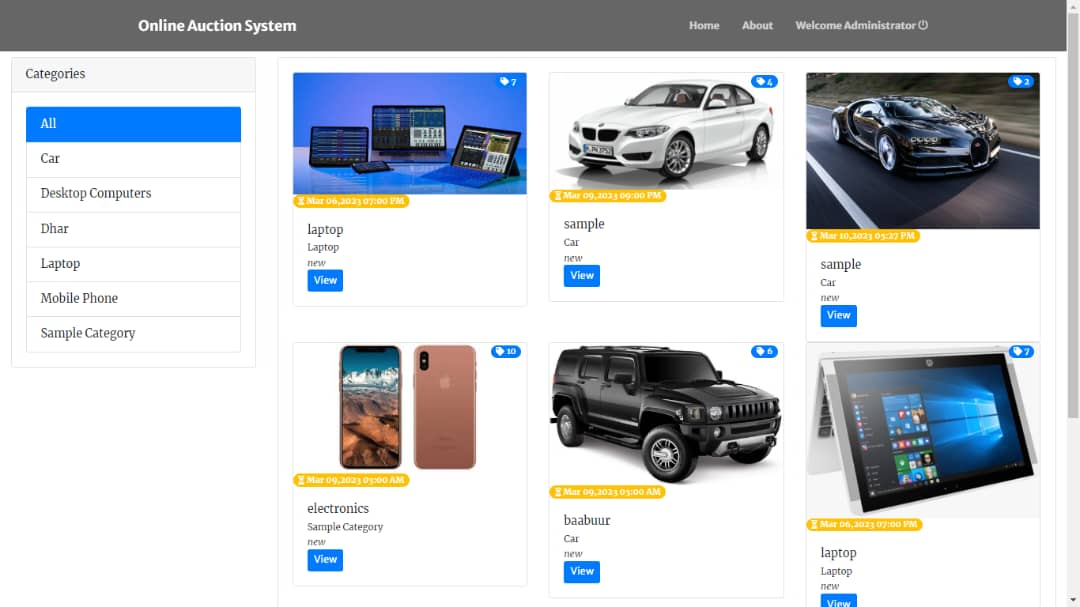 Online Auction System
Home
About
Welcome Administrator
Categories
All
Car
Desktop Computers
Dhar
Laptop
Mobile Phone
Sample Category
7
Mar 06,2023 07:00 PM
laptop
Laptop
new
View
4
Mar 09,2023 09:00 PM
sample
Car
new
View
2
Mar 10,2023 05:27 PM
sample
Car
new
View
10
Mar 09,2023 03:00 AM
electronics
Sample Category
new
View
6
Mar 09,2023 03:00 AM
baabuur
Car
new
View
7
hp
Mar 06,2023 07:00 PM
laptop
Laptop
new
View